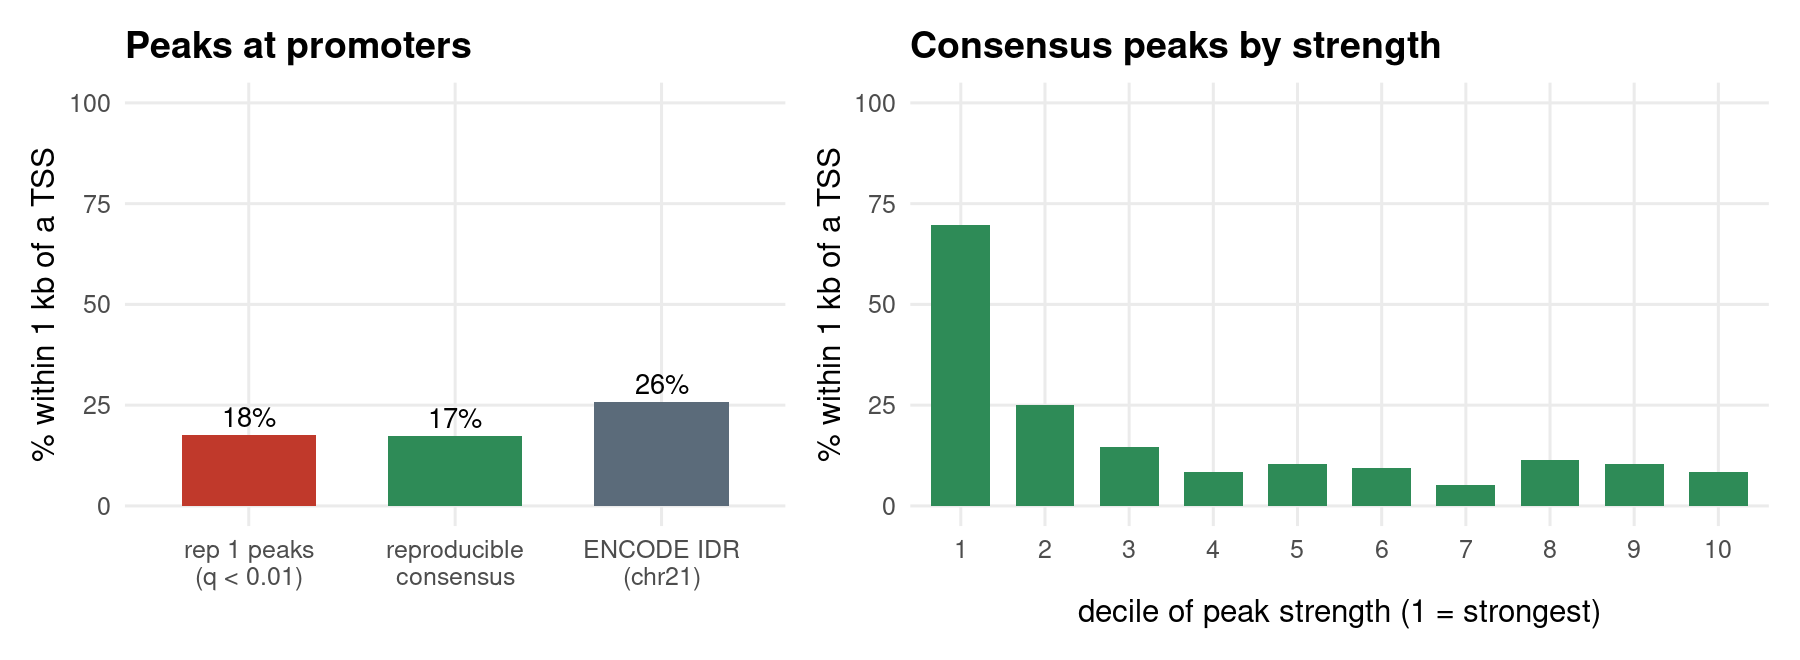 Peaks at promoters
% within 1 kb of a TSS
100
75
50
25
0
18%
17%
26%
rep 1 peaks
(q < 0.01)
reproducible
consensus
ENCODE IDR
(chr21)
Consensus peaks by strength
% within 1 kb of a TSS
100
75
50
25
0
1 2 3 4 5 6 7 8 9 10
decile of peak strength (1 = strongest)